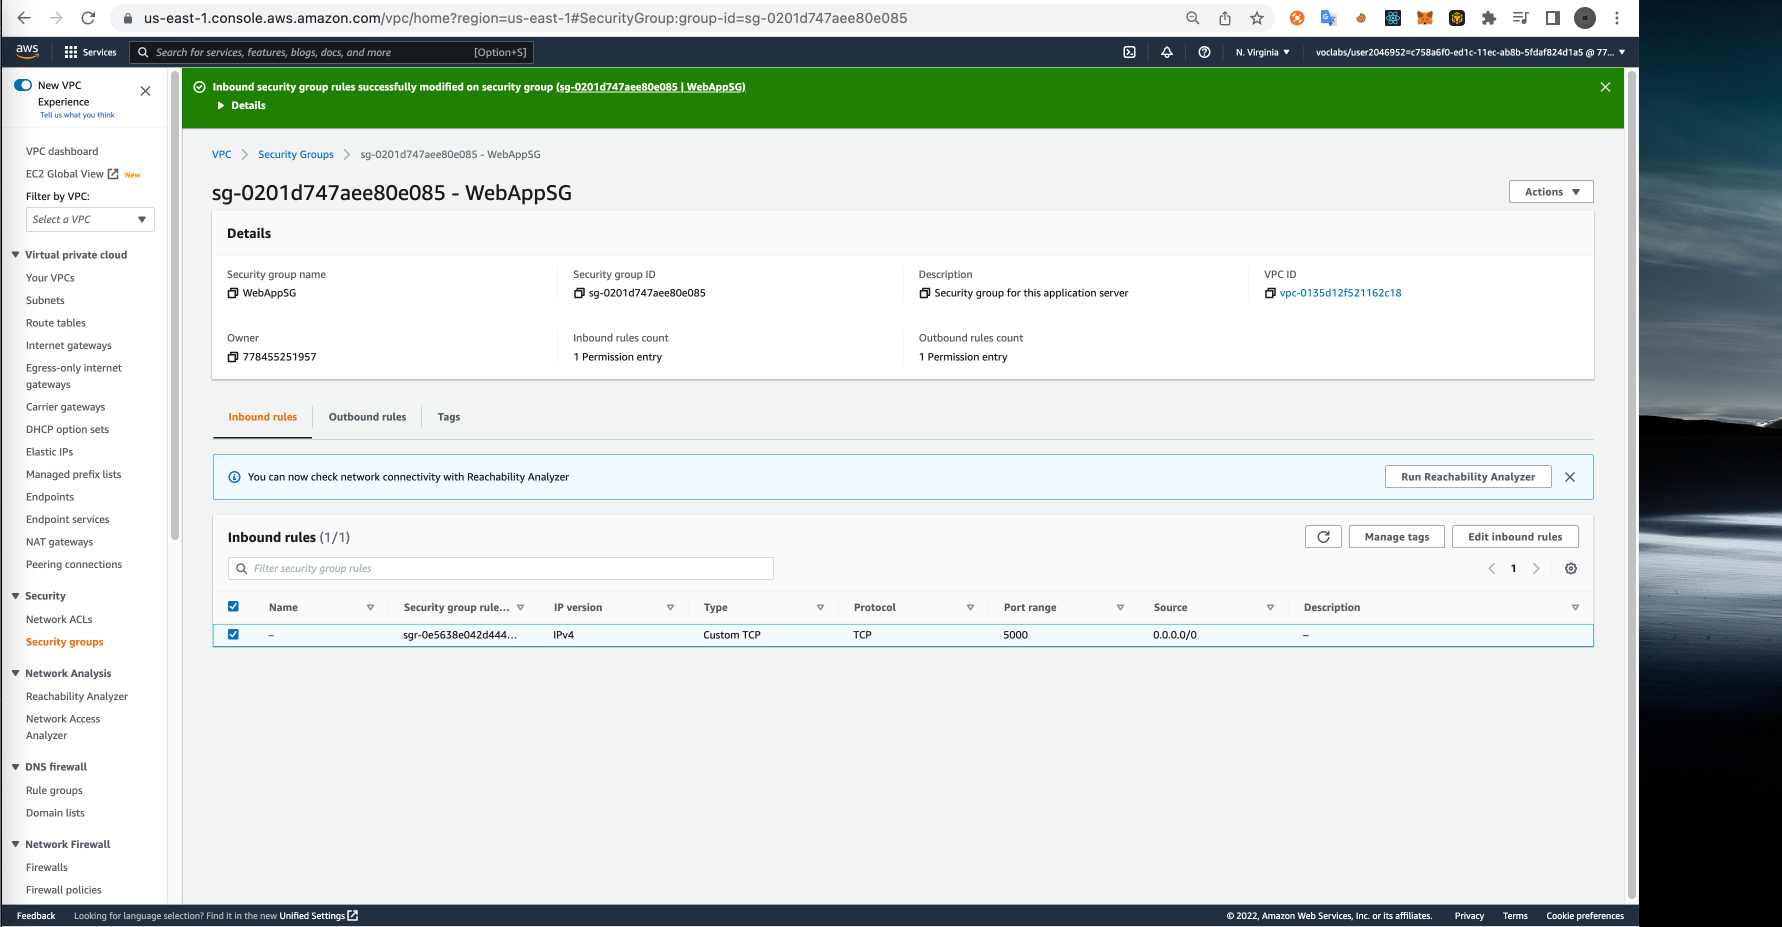 us-east-1.console.aws.amazon.com/vpc/home?region=us-east-1#SecurityGroup:group-id=sg-0201d747aee80e085
aws
Services
Search for services, features, blogs, docs, and more
[Option+S]
N. Virginia
voclabs/user2046952=c758a6f0-ed1c-11ec-ab8b-5fdaf824d1a5 @ 77...
New VPC
Experience
Tell us what you think
VPC dashboard
EC2 Global View New
Filter by VPC:
Select a VPC
Virtual private cloud
Your VPCs
Subnets
Route tables
Internet gateways
Egress-only internet
gateways
Carrier gateways
DHCP option sets
Elastic IPs
Managed prefix lists
Endpoints
Endpoint services
NAT gateways
Peering connections
Security
Network ACLs
Security groups
Network Analysis
Reachability Analyzer
Network Access
Analyzer
DNS firewall
Rule groups
Domain lists
Network Firewall
Firewalls
Firewall policies
Inbound security group rules successfully modified on security group (sg-0201d747aee80e085 | WebAppSG)
Details
VPC > Security Groups > sg-0201d747aee80e085 - WebAppSG
sg-0201d747aee80e085 - WebAppSG
Actions
Details
Security group name
WebAppSG
Security group ID
sg-0201d747aee80e085
Description
Security group for this application server
VPC ID
vpc-0135d12f521162c18
Owner
778455251957
Inbound rules count
1 Permission entry
Outbound rules count
1 Permission entry
Inbound rules Outbound rules Tags
You can now check network connectivity with Reachability Analyzer
Run Reachability Analyzer
Inbound rules (1/1)
Manage tags
Edit inbound rules
Filter security group rules
1
Name Security group rule... IP version Type Protocol Port range Source Description
– sgr-0e5638e042d444... IPv4 Custom TCP TCP 5000 0.0.0.0/0 –
Feedback Looking for language selection? Find it in the new Unified Settings
© 2022, Amazon Web Services, Inc. or its affiliates. Privacy Terms Cookie preferences